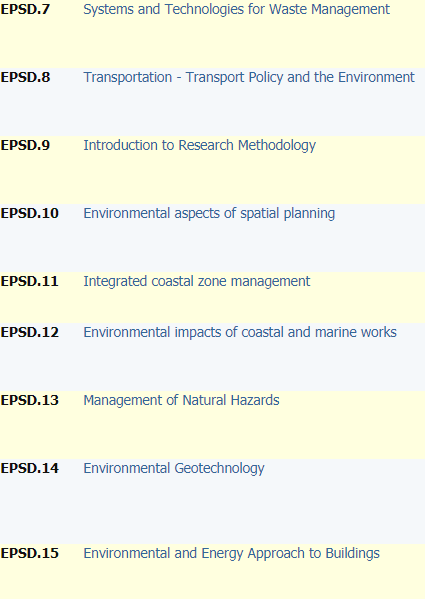 EPSD.7 Systems and Technologies for Waste Management
EPSD.8 Transportation - Transport Policy and the Environment
EPSD.9 Introduction to Research Methodology
EPSD.10 Environmental aspects of spatial planning
EPSD.11 Integrated coastal zone management
EPSD.12 Environmental impacts of coastal and marine works
EPSD.13 Management of Natural Hazards
EPSD.14 Environmental Geotechnology
EPSD.15 Environmental and Energy Approach to Buildings